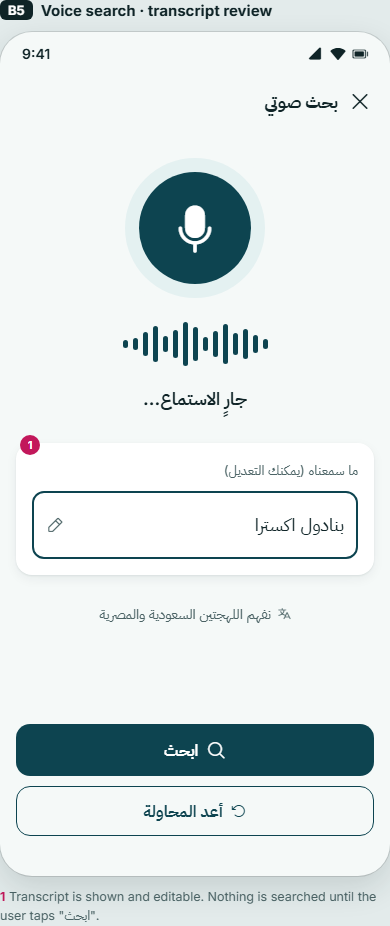 B5 Voice search · transcript review
9:41
بحث صوتي
جارٍ الاستماع...
1
ما سمعناه (يمكنك التعديل)
بنادول اكسترا
نفهم اللهجتين السعودية والمصرية
ابحث
أعد المحاولة
1 Transcript is shown and editable. Nothing is searched until the
user taps "ابحث".